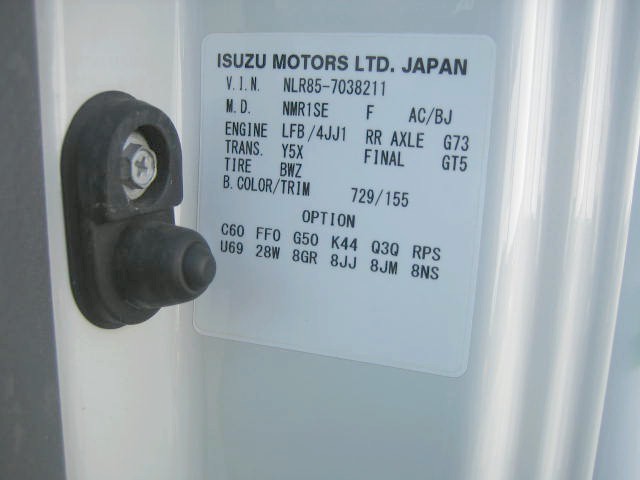 ISUZU MOTORS LTD. JAPAN
V.I.N. NLR85-7038211
M.D. NMR1SE F AC/BJ
ENGINE LFB/4JJ1 RR AXLE G73
TRANS. Y5X FINAL GT5
TIRE BWZ
B.COLOR/TRIM 729/155
OPTION
C60 FF0 G50 K44 Q3Q RPS
U69 28W 8GR 8JJ 8JM 8NS